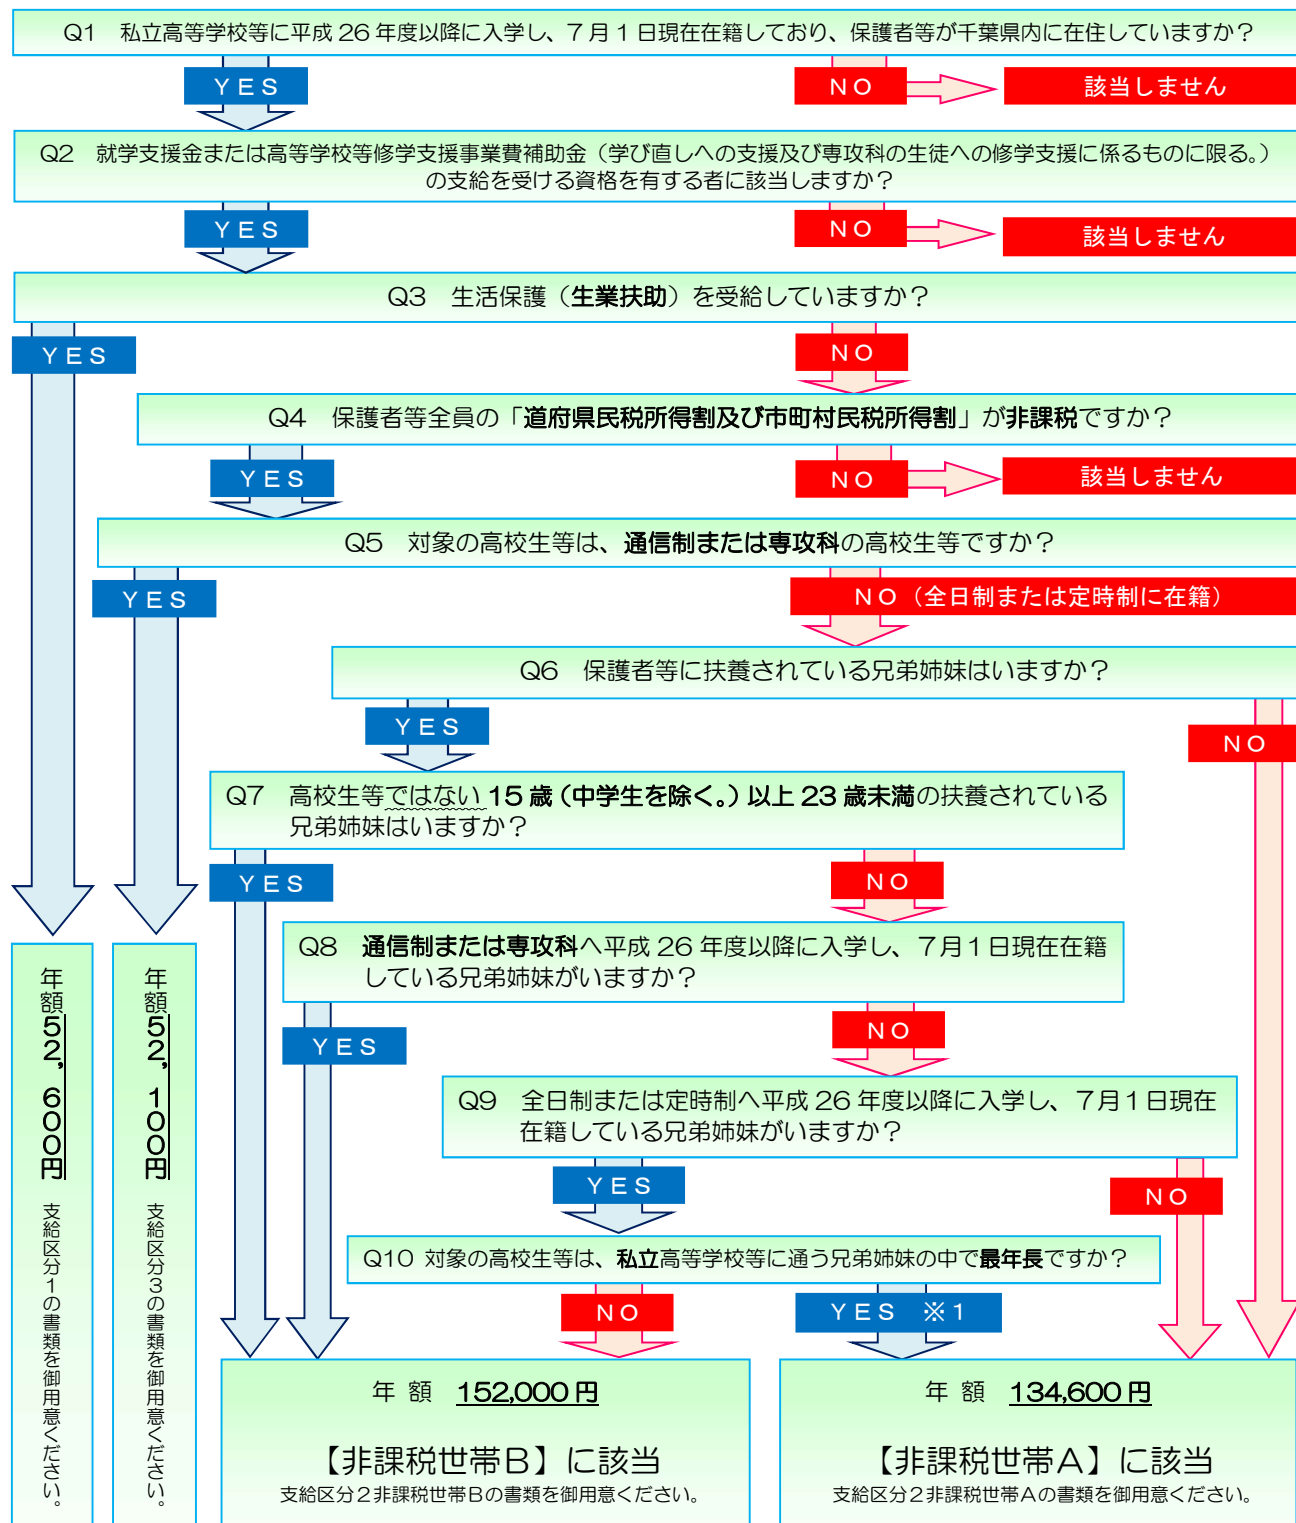 Q1　私立高等学校等に平成 26 年度以降に入学し、７月１日現在在籍しており、保護者等が千葉県内に在住していますか？
ＹＥＳ
ＮＯ
該当しません
Q2　就学支援金または高等学校等修学支援事業費補助金（学び直しへの支援及び専攻科の生徒への修学支援に係るものに限る。）
の支給を受ける資格を有する者に該当しますか？
ＹＥＳ
ＮＯ
該当しません
Q3　生活保護（生業扶助）を受給していますか？
ＹＥＳ
ＮＯ
Q4　保護者等全員の「道府県民税所得割及び市町村民税所得割」が非課税ですか？
ＹＥＳ
ＮＯ
該当しません
Q5　対象の高校生等は、通信制または専攻科の高校生等ですか？
ＹＥＳ
ＮＯ（全日制または定時制に在籍）
Q6　保護者等に扶養されている兄弟姉妹はいますか？
ＹＥＳ
ＮＯ
Q7　高校生等ではない 15 歳（中学生を除く。）以上 23 歳未満の扶養されている
兄弟姉妹はいますか？
ＹＥＳ
ＮＯ
Q8　通信制または専攻科へ平成 26 年度以降に入学し、７月１日現在在籍
している兄弟姉妹がいますか？
ＹＥＳ
ＮＯ
Q9　全日制または定時制へ平成 26 年度以降に入学し、７月１日現在
在籍している兄弟姉妹がいますか？
ＹＥＳ
ＮＯ
Q10 対象の高校生等は、私立高等学校等に通う兄弟姉妹の中で最年長ですか？
ＮＯ
ＹＥＳ　※１
年額５２，６００円　支給区分１の書類を御用意ください。
年額５２，１００円　支給区分３の書類を御用意ください。
年 額　152,000 円
【非課税世帯Ｂ】に該当
支給区分２非課税世帯Ｂの書類を御用意ください。
年 額　134,600 円
【非課税世帯Ａ】に該当
支給区分２非課税世帯Ａの書類を御用意ください。